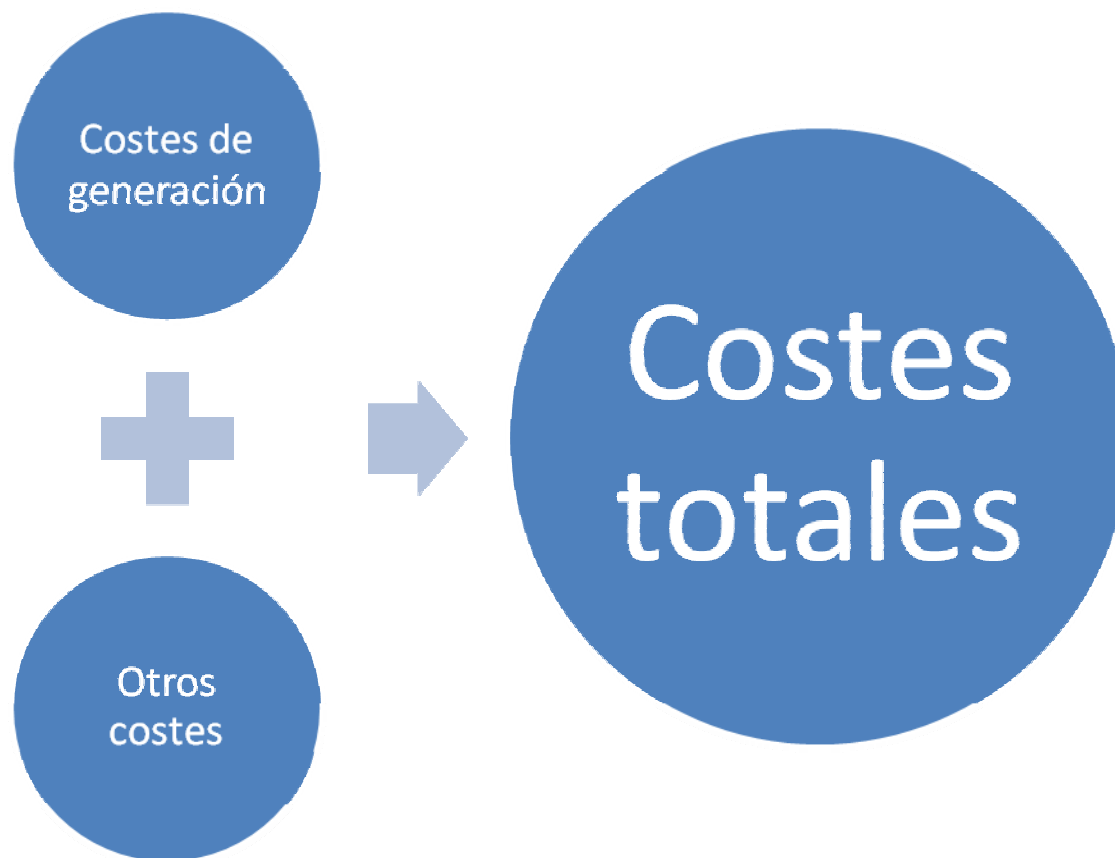 Costes de
generación
Otros
costes
Costes
totales